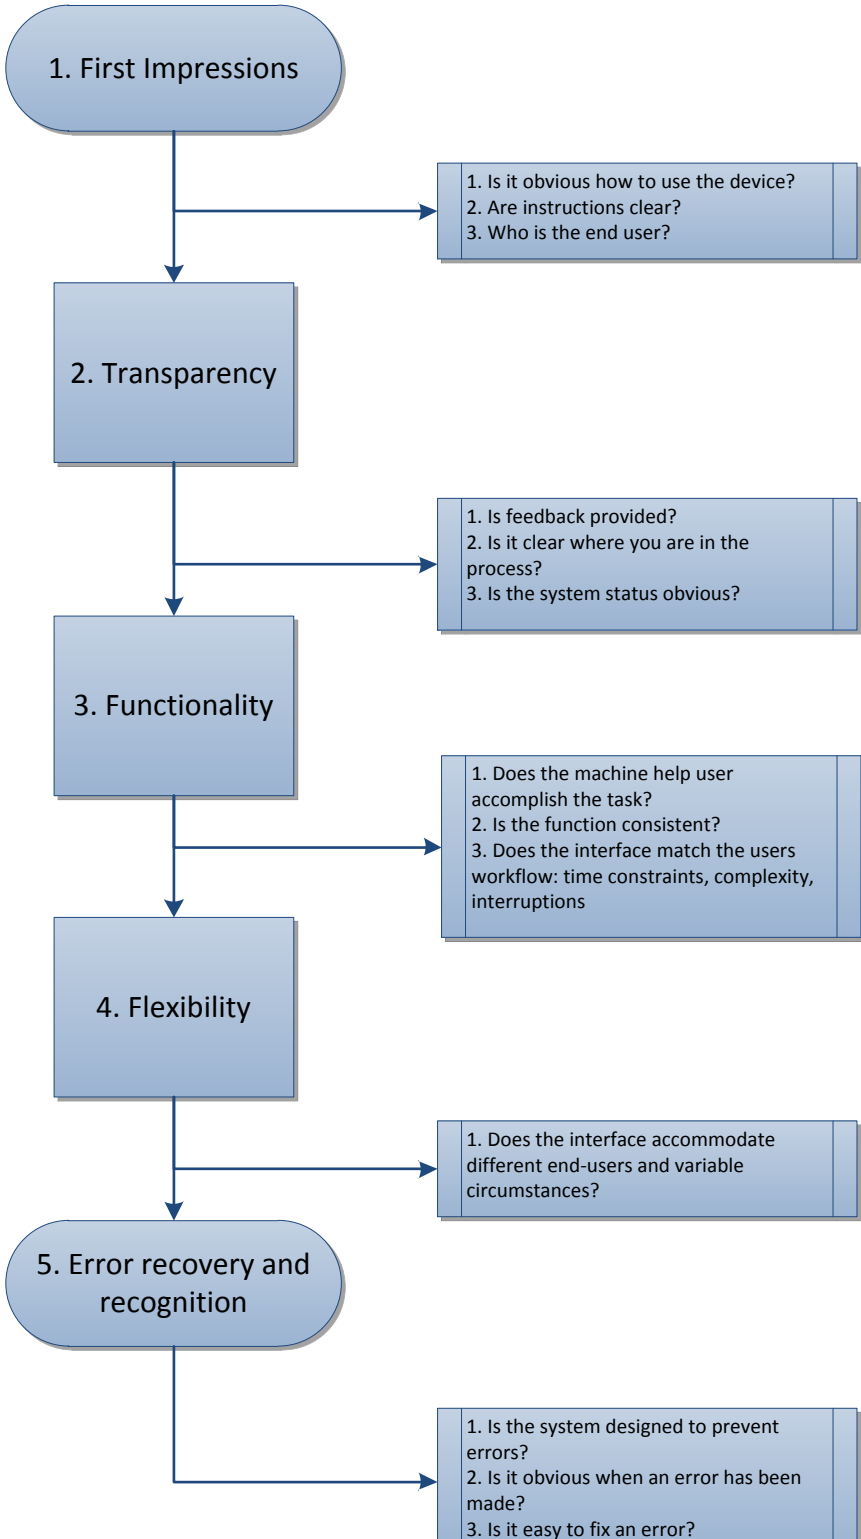 1. First Impressions
1. Is it obvious how to use the device?
2. Are instructions clear?
3. Who is the end user?
2. Transparency
1. Is feedback provided?
2. Is it clear where you are in the
process?
3. Is the system status obvious?
3. Functionality
1. Does the machine help user
accomplish the task?
2. Is the function consistent?
3. Does the interface match the users
workflow: time constraints, complexity,
interruptions
4. Flexibility
1. Does the interface accommodate
different end-users and variable
circumstances?
5. Error recovery and
recognition
1. Is the system designed to prevent
errors?
2. Is it obvious when an error has been
made?
3. Is it easy to fix an error?